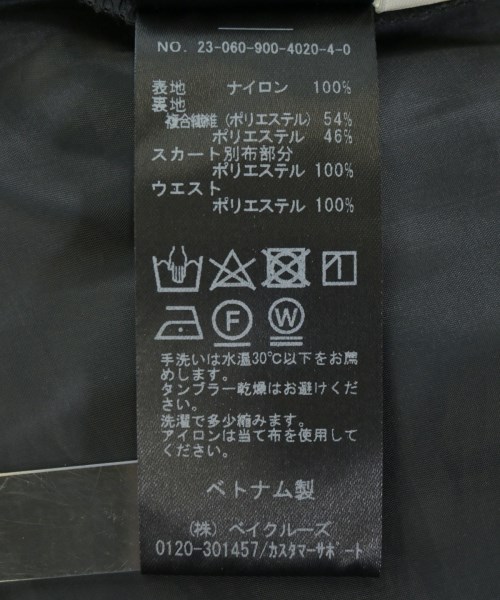 NO. 23-060-900-4020-4-0
表地 ナイロン 100%
裏地
複合繊維(ポリエステル) 54%
ポリエステル 46%
スカート別布部分
ポリエステル 100%
ウエスト
ポリエステル 100%
F W
手洗いは水温30℃以下をお薦
めします。
タンブラー乾燥はお避けくだ
さい。
洗濯で多少縮みます。
アイロンは当て布を使用して
ください。
ベトナム製
(株) ベイクルーズ
0120-301457/カスタマーサポート